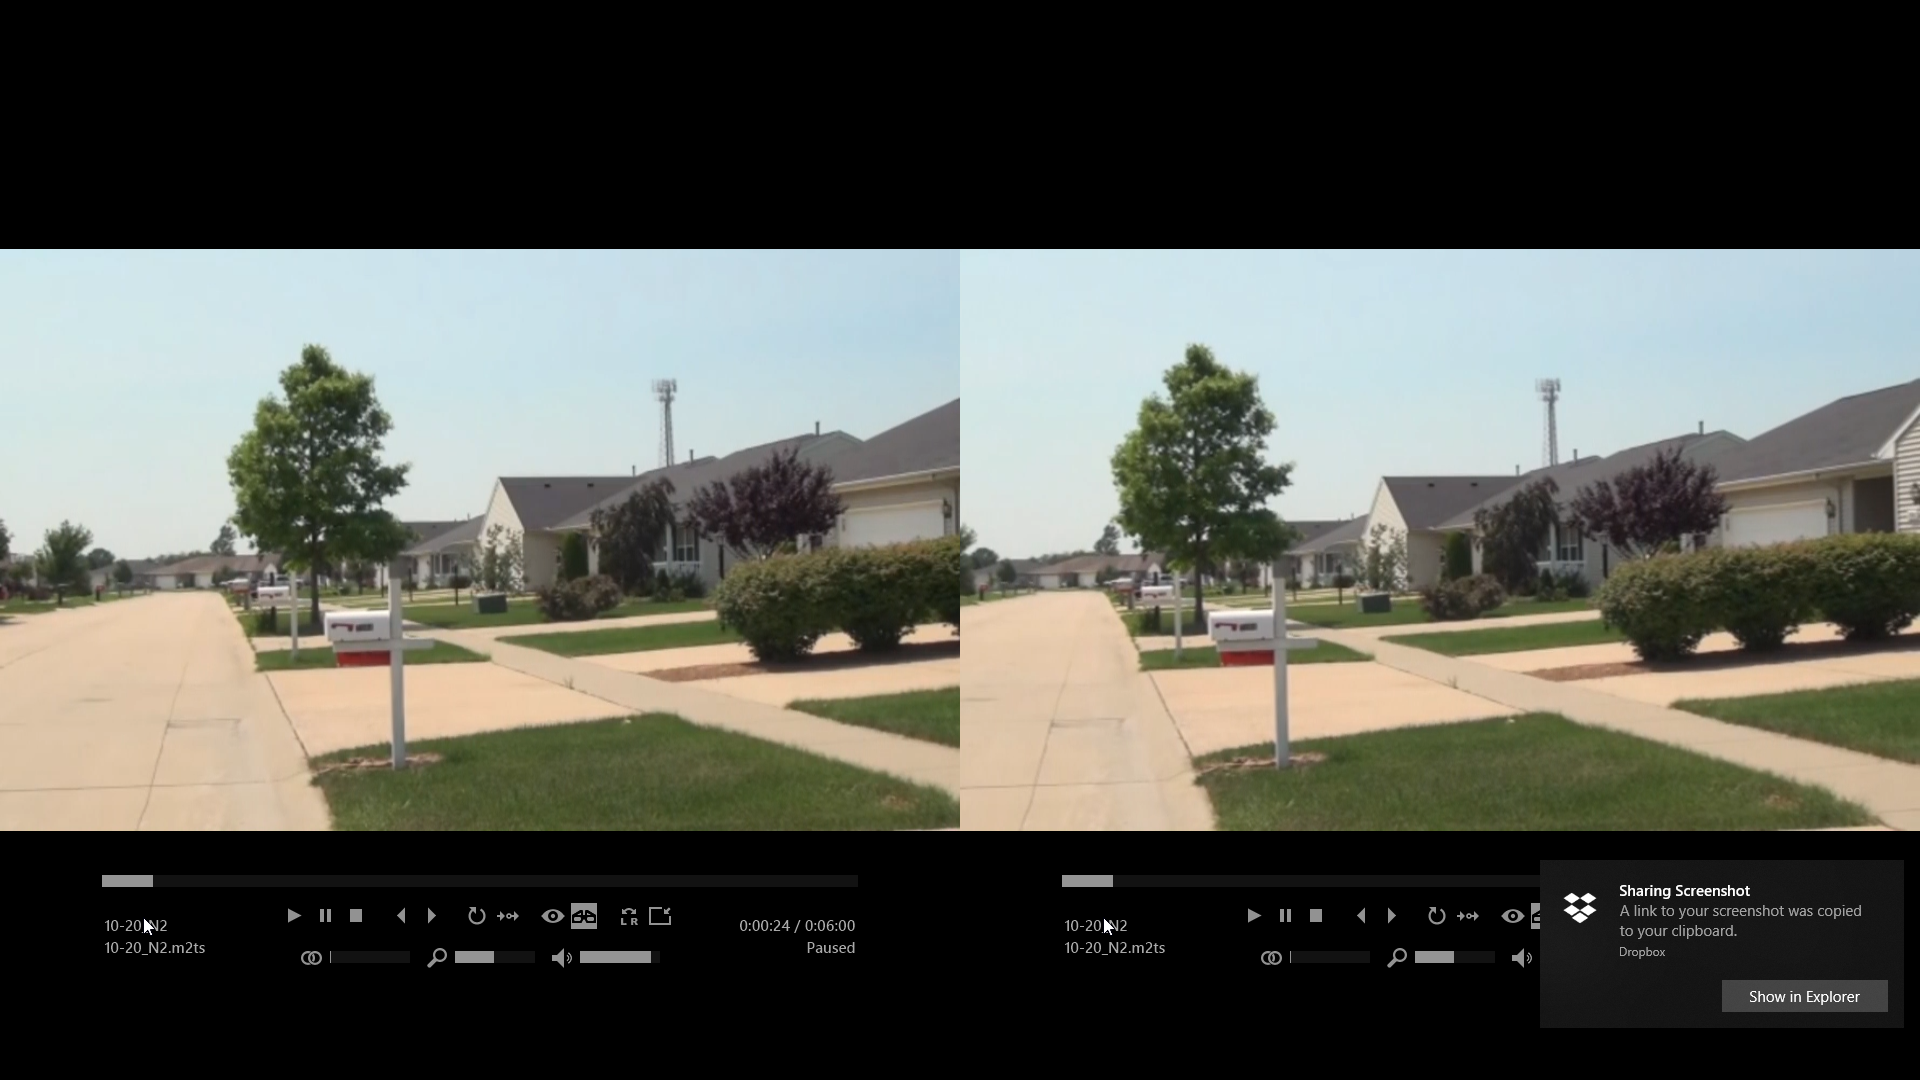 10-20_N2
10-20_N2.m2ts
L R
0:00:24 / 0:06:00
Paused
10-20_N2
10-20_N2.m2ts
Sharing Screenshot
A link to your screenshot was copied
to your clipboard.
Dropbox
Show in Explorer